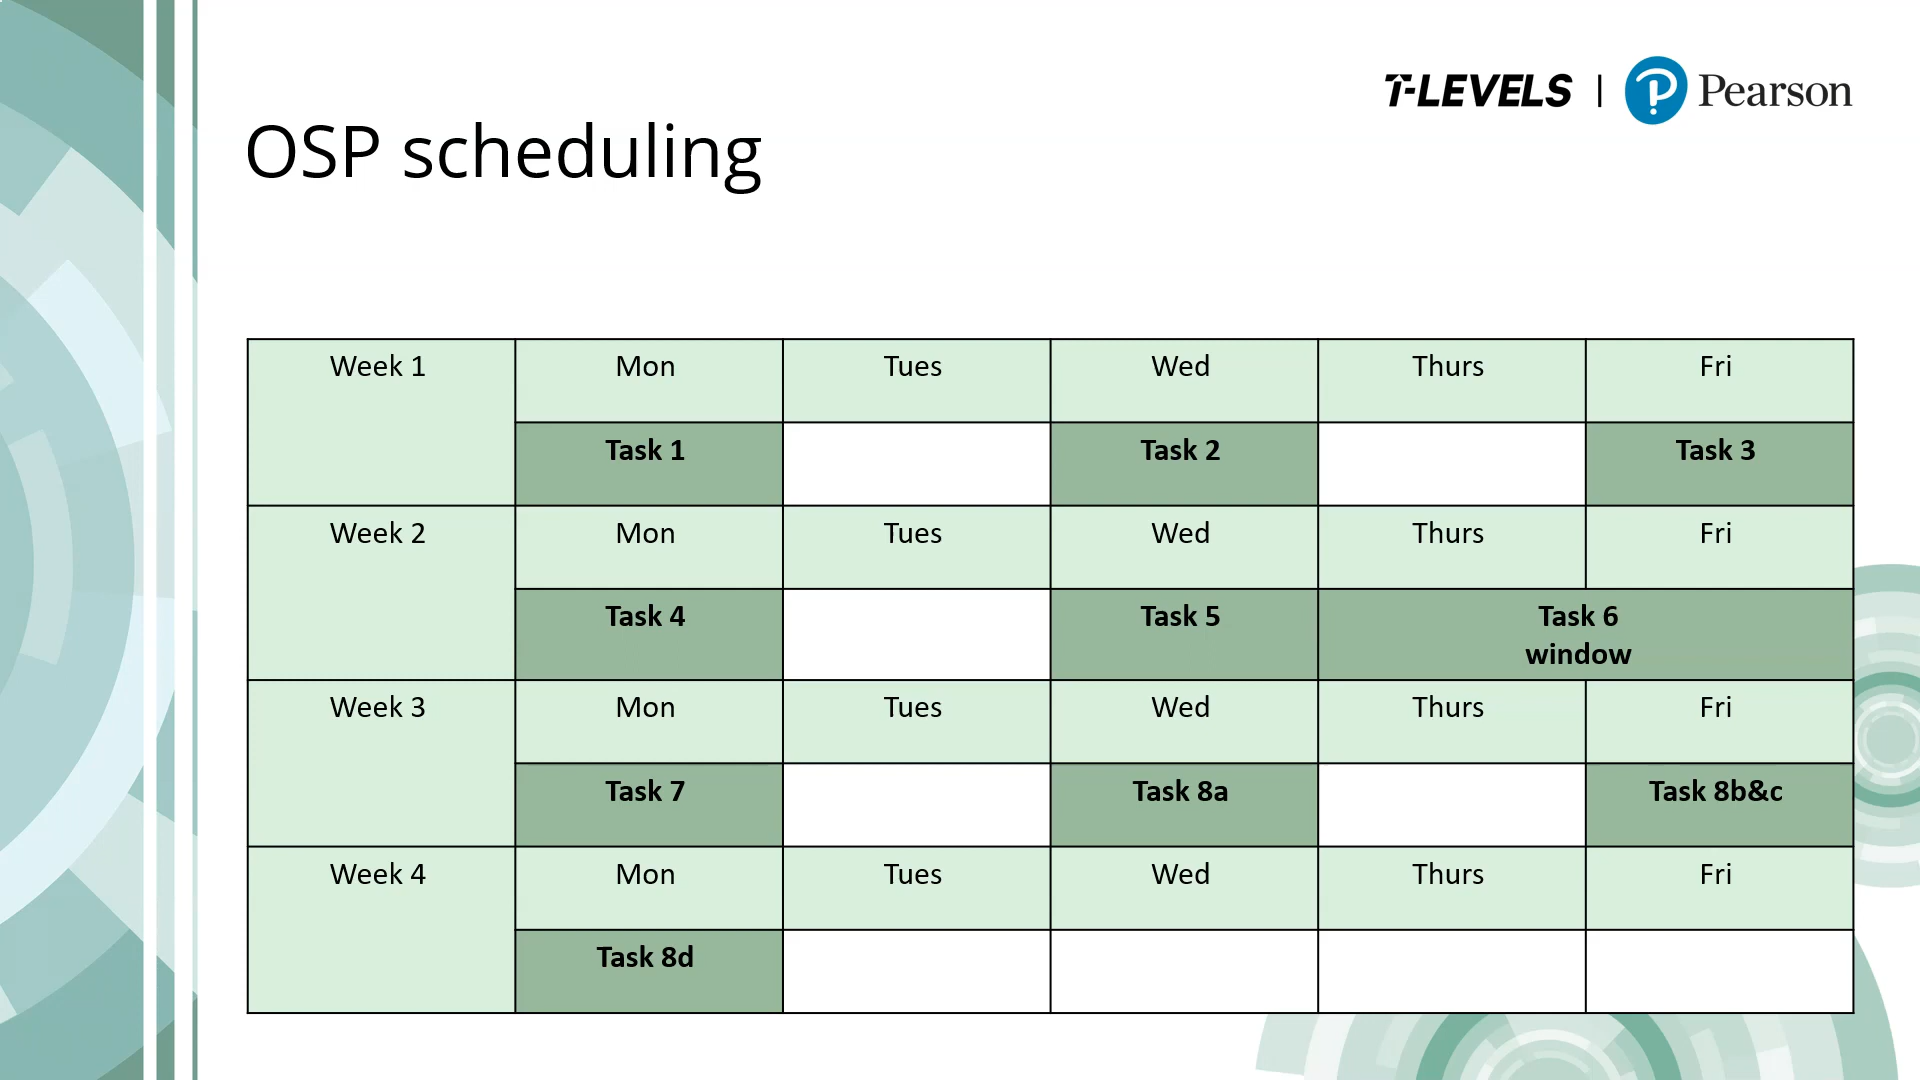 T-LEVELS | Pearson
OSP scheduling
Week 1 Mon Tues Wed Thurs Fri
Task 1 Task 2 Task 3
Week 2 Mon Tues Wed Thurs Fri
Task 4 Task 5 Task 6
window
Week 3 Mon Tues Wed Thurs Fri
Task 7 Task 8a Task 8b&c
Week 4 Mon Tues Wed Thurs Fri
Task 8d